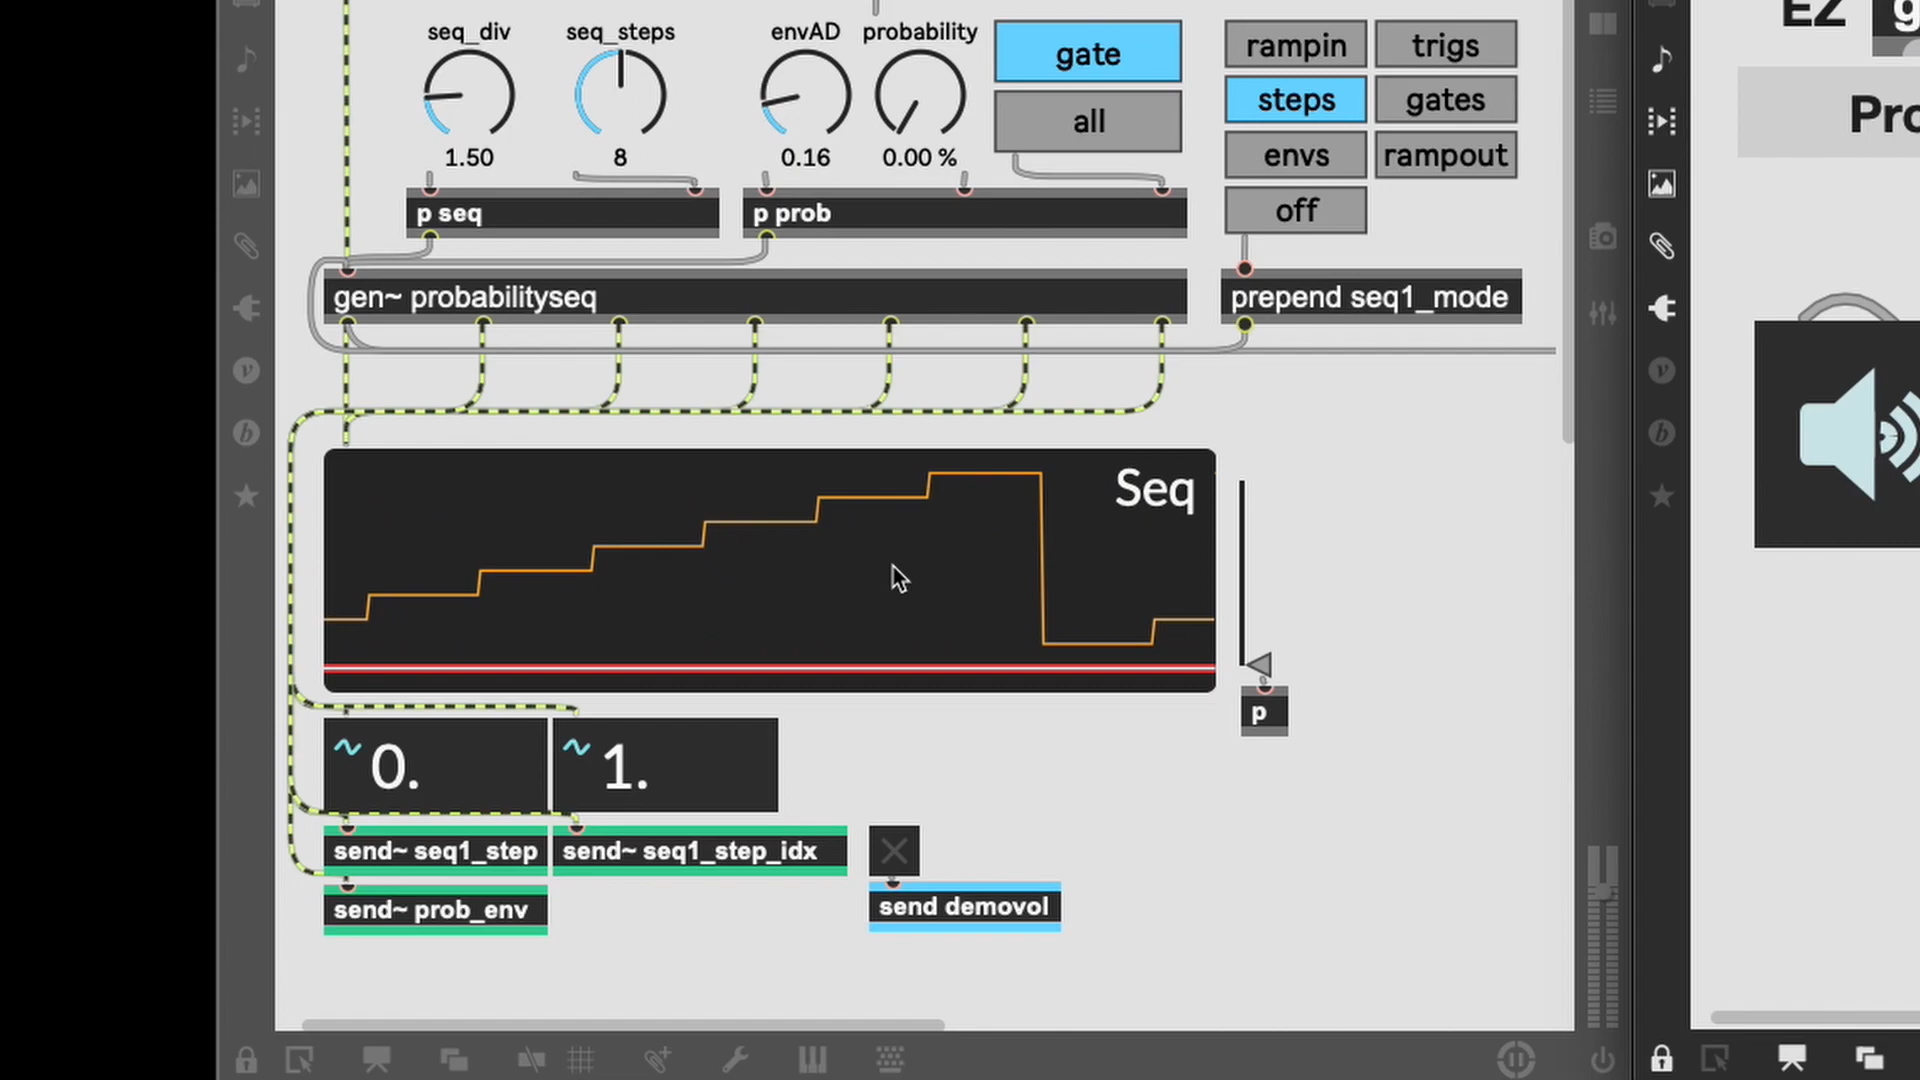 seq_div seq_steps envAD probability
1.50 8 0.16 0.00 %
gate
all
rampin trigs
steps gates
envs rampout
off
p seq p prob
gen~ probabilityseq prepend seq1_mode
Seq
p
0. 1.
send~ seq1_step send~ seq1_step_idx
send~ prob_env send demovol
EZ g
Pro